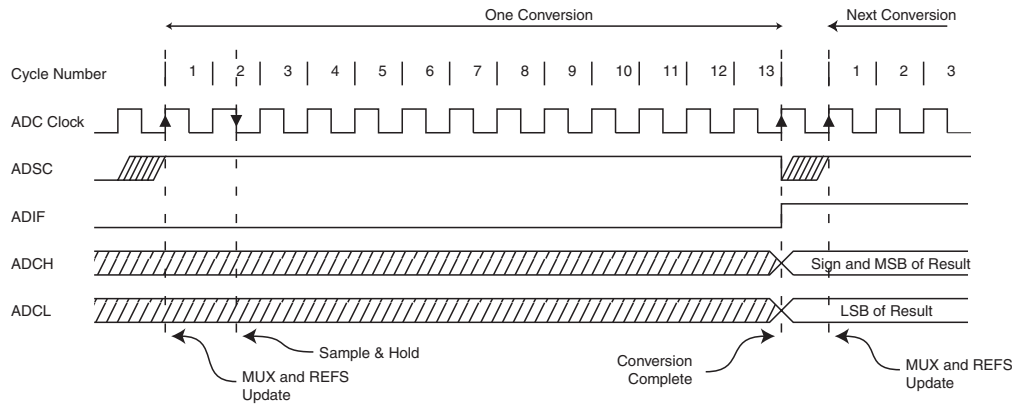 One Conversion
Next Conversion
Cycle Number 1 2 3 4 5 6 7 8 9 10 11 12 13 1 2 3
ADC Clock
ADSC
ADIF
ADCH Sign and MSB of Result
ADCL LSB of Result
Sample & Hold
MUX and REFS
Update
Conversion
Complete
MUX and REFS
Update